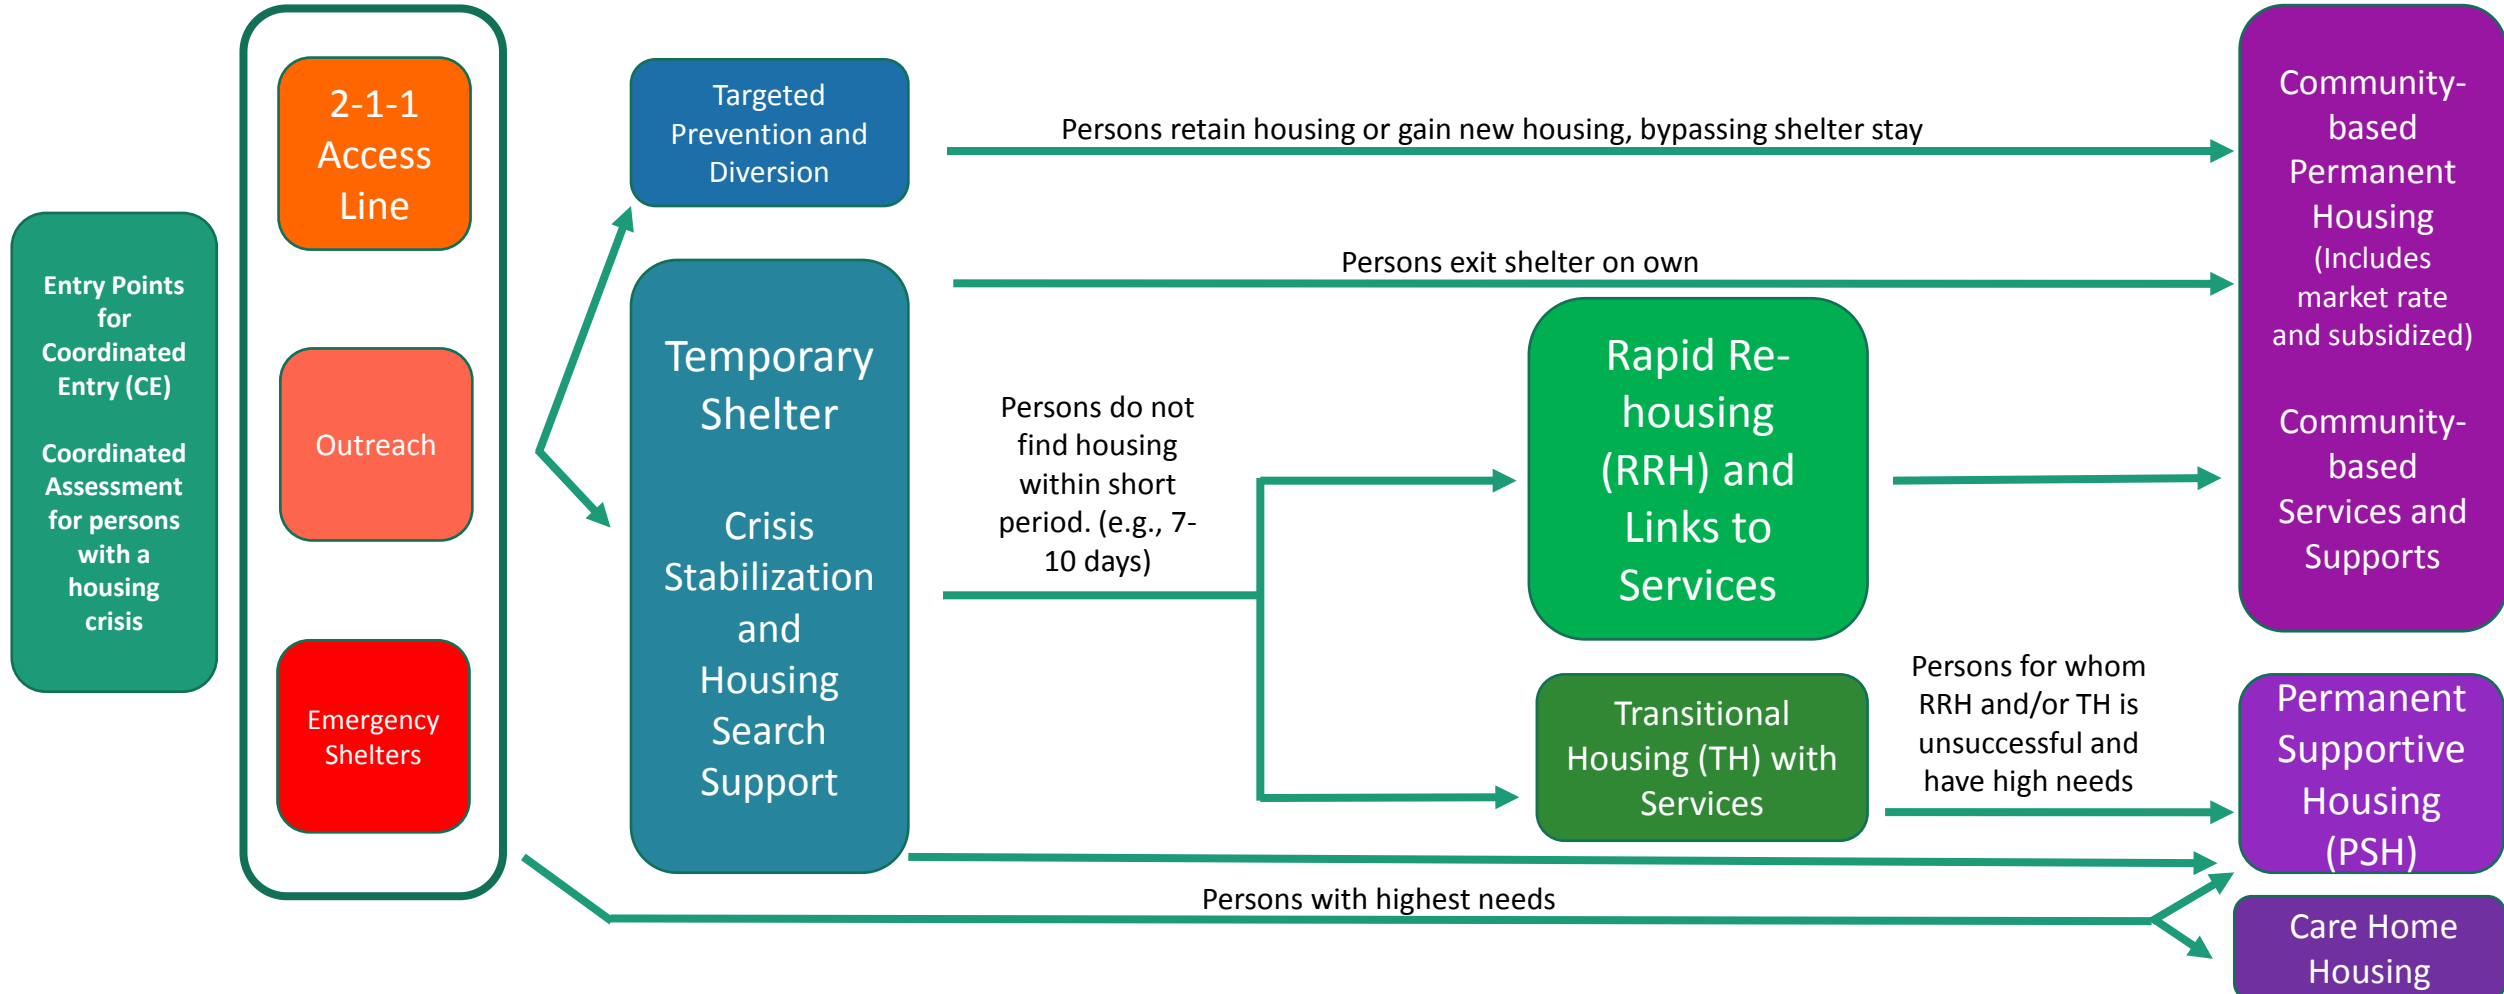 Entry Points
for
Coordinated
Entry (CE)
Coordinated
Assessment
for persons
with a
housing
crisis
2-1-1
Access
Line
Outreach
Emergency
Shelters
Targeted
Prevention and
Diversion
Temporary
Shelter
Crisis
Stabilization
and
Housing
Search
Support
Persons retain housing or gain new housing, bypassing shelter stay
Persons exit shelter on own
Persons do not
find housing
within short
period. (e.g., 7-
10 days)
Rapid Re-
housing
(RRH) and
Links to
Services
Transitional
Housing (TH) with
Services
Persons for whom
RRH and/or TH is
unsuccessful and
have high needs
Persons with highest needs
Community-
based
Permanent
Housing
(Includes
market rate
and subsidized)
Community-
based
Services and
Supports
Permanent
Supportive
Housing
(PSH)
Care Home
Housing